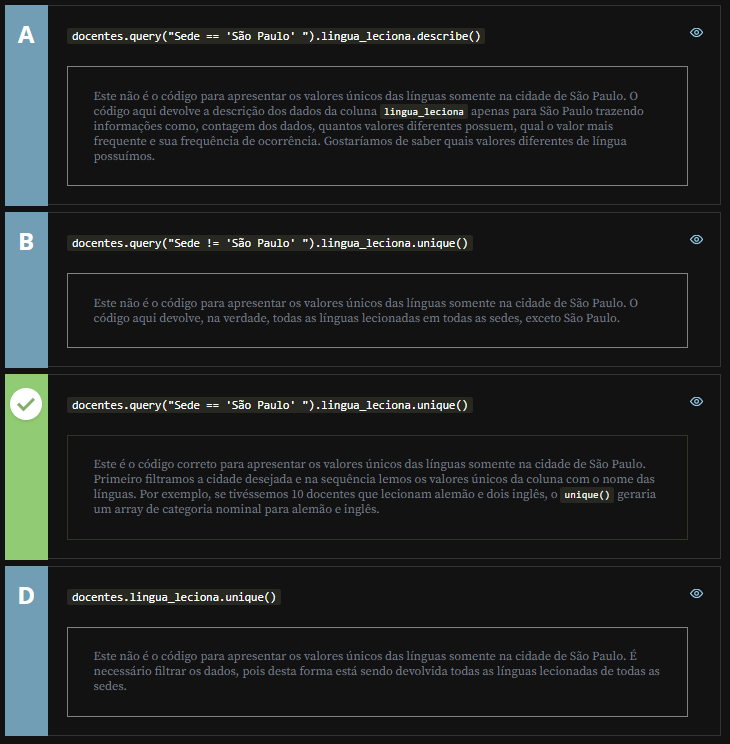 A
docentes.query("Sede == 'São Paulo' ").lingua_leciona.describe()
Este não é o código para apresentar os valores únicos das línguas somente na cidade de São Paulo. O
código aqui devolve a descrição dos dados da coluna lingua_leciona apenas para São Paulo trazendo
informações como, contagem dos dados, quantos valores diferentes possuem, qual o valor mais
frequente e sua frequência de ocorrência. Gostaríamos de saber quais valores diferentes de língua
possuímos.
B
docentes.query("Sede != 'São Paulo' ").lingua_leciona.unique()
Este não é o código para apresentar os valores únicos das línguas somente na cidade de São Paulo. O
código aqui devolve, na verdade, todas as línguas lecionadas em todas as sedes, exceto São Paulo.
docentes.query("Sede == 'São Paulo' ").lingua_leciona.unique()
Este é o código correto para apresentar os valores únicos das línguas somente na cidade de São Paulo.
Primeiro filtramos a cidade desejada e na sequência lemos os valores únicos da coluna com o nome das
línguas. Por exemplo, se tivéssemos 10 docentes que lecionam alemão e dois inglês, o unique() geraria
um array de categoria nominal para alemão e inglês.
D
docentes.lingua_leciona.unique()
Este não é o código para apresentar os valores únicos das línguas somente na cidade de São Paulo. É
necessário filtrar os dados, pois desta forma está sendo devolvida todas as línguas lecionadas de todas as
sedes.